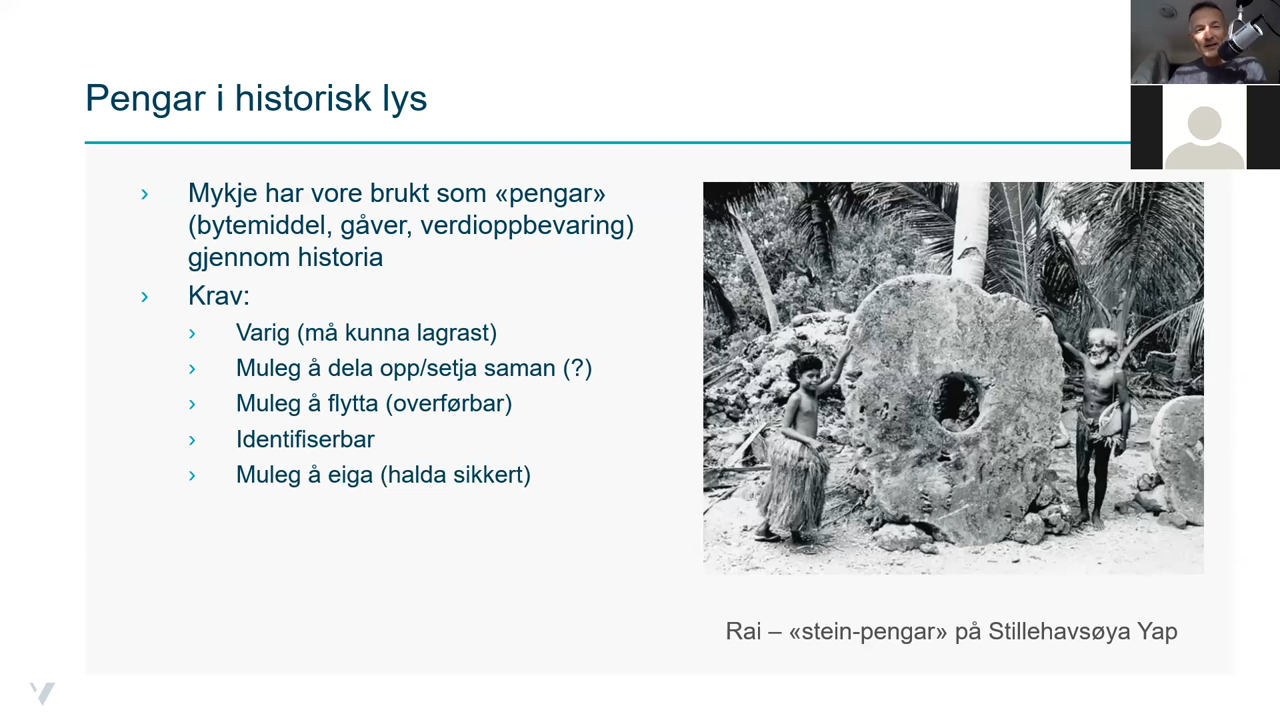 Pengar i historisk lys
› Mykje har vore brukt som «pengar»
(bytemiddel, gåver, verdioppbevaring)
gjennom historia
› Krav:
› Varig (må kunna lagrast)
› Muleg å dela opp/setja saman (?)
› Muleg å flytta (overførbar)
› Identifiserbar
› Muleg å eiga (halda sikkert)
Rai – «stein-pengar» på Stillehavsøya Yap